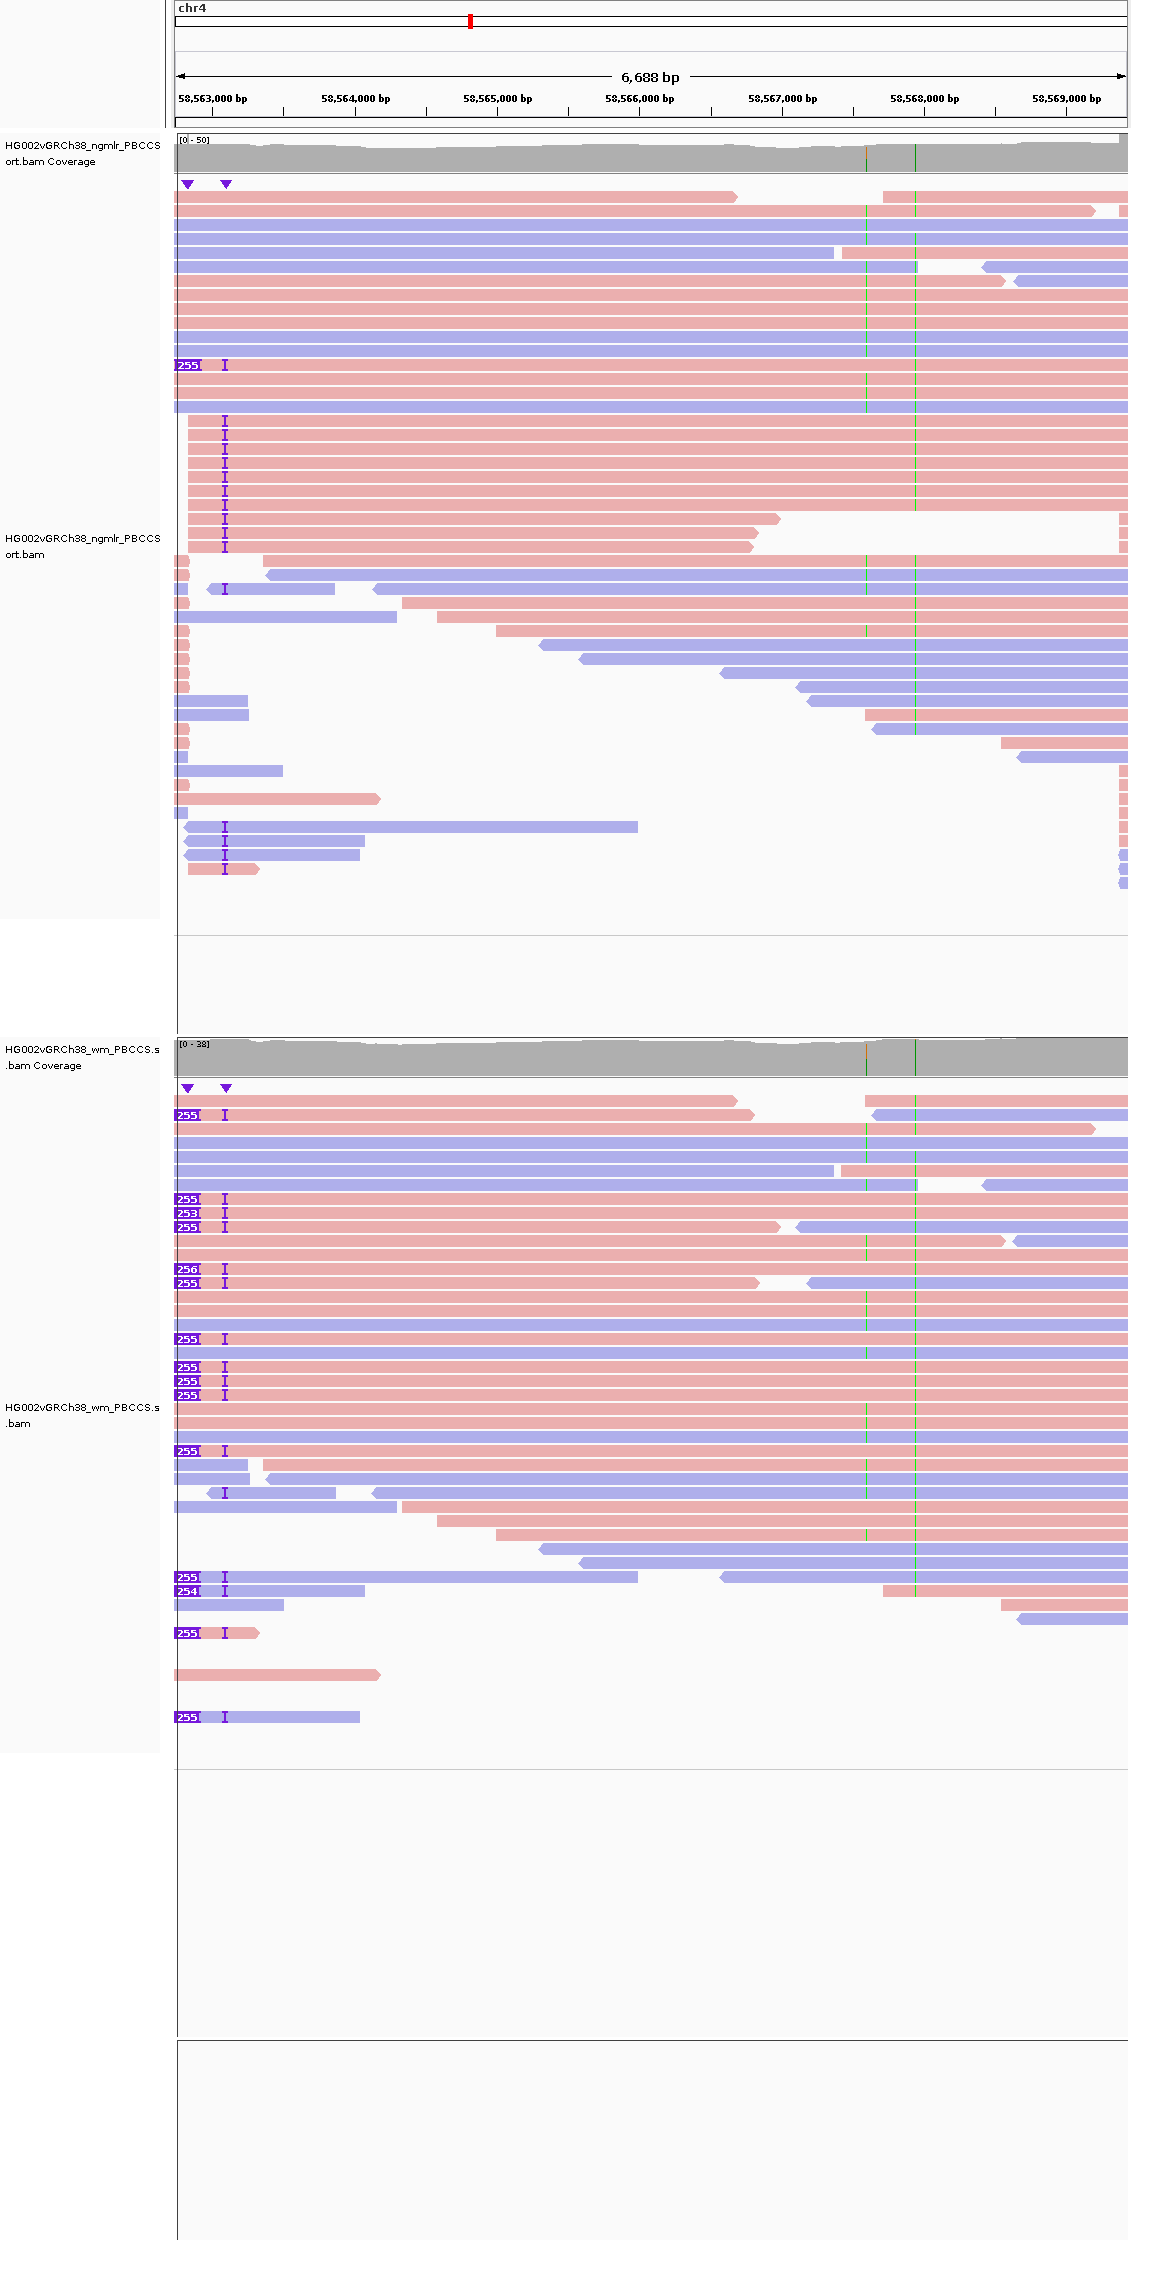 chr4
6,688 bp
58,563,000 bp 58,564,000 bp 58,565,000 bp 58,566,000 bp 58,567,000 bp 58,568,000 bp 58,569,000 bp
HG002vGRCh38_ngmlr_PBCCS
ort.bam Coverage
[0 - 50]
255
HG002vGRCh38_ngmlr_PBCCS
ort.bam
HG002vGRCh38_wm_PBCCS.s
.bam Coverage
[0 - 38]
255
255
253
255
256
255
255
255
255
255
HG002vGRCh38_wm_PBCCS.s
.bam
255
255
254
255
255